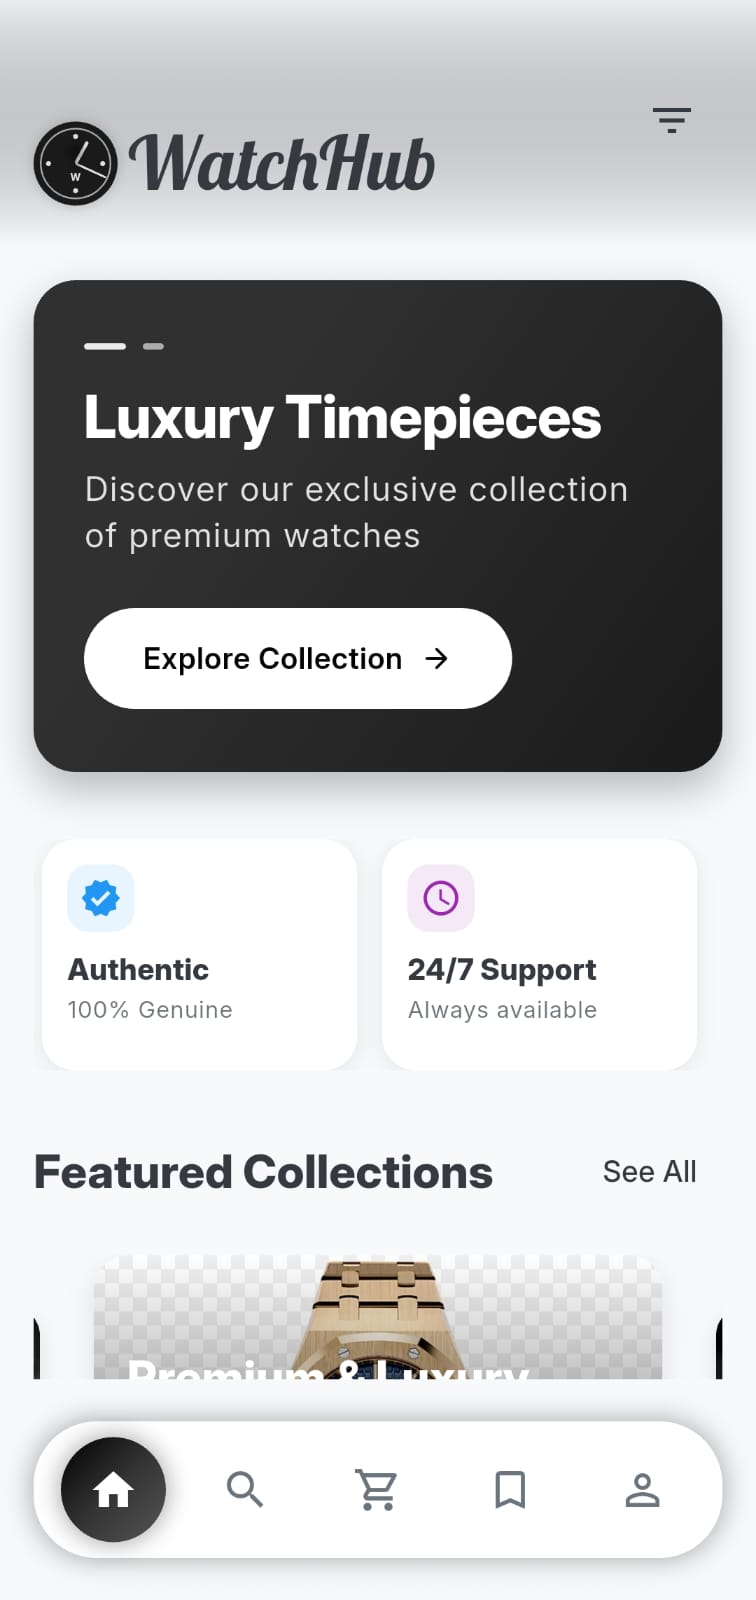 W
WatchHub
Luxury Timepieces
Discover our exclusive collection
of premium watches
Explore Collection
Authentic
100% Genuine
24/7 Support
Always available
Featured Collections
See All
Premium & Luxury